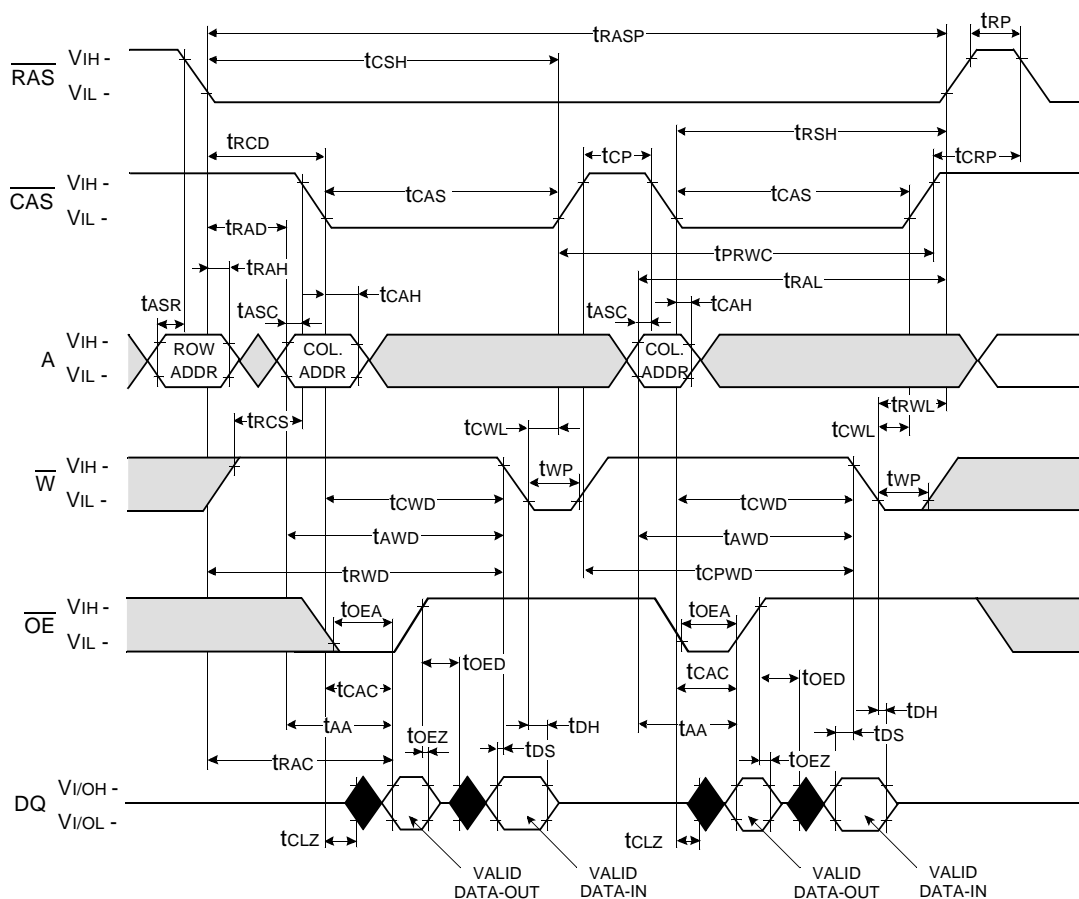 tRASP
tRP
tCSH
RAS
VIH -
VIL -
tRCD
tRSH
tCP
tCRP
CAS
VIH -
VIL -
tCAS
tCAS
tRAD
tPRWC
tRAH
tRAL
tASR
tASC
tCAH
tASC
tCAH
A
VIH -
VIL -
ROW
ADDR
COL.
ADDR
COL.
ADDR
tRCS
tCWL
tRWL
tCWL
W
VIH -
VIL -
tWP
tWP
tCWD
tCWD
tAWD
tAWD
tRWD
tCPWD
OE
VIH -
VIL -
tOEA
tOEA
tOED
tOED
tCAC
tCAC
tAA
tDH
tAA
tDH
tOEZ
tDS
tOEZ
tDS
tRAC
DQ
VI/OH -
VI/OL -
tCLZ
tCLZ
VALID
DATA-OUT
VALID
DATA-IN
VALID
DATA-OUT
VALID
DATA-IN